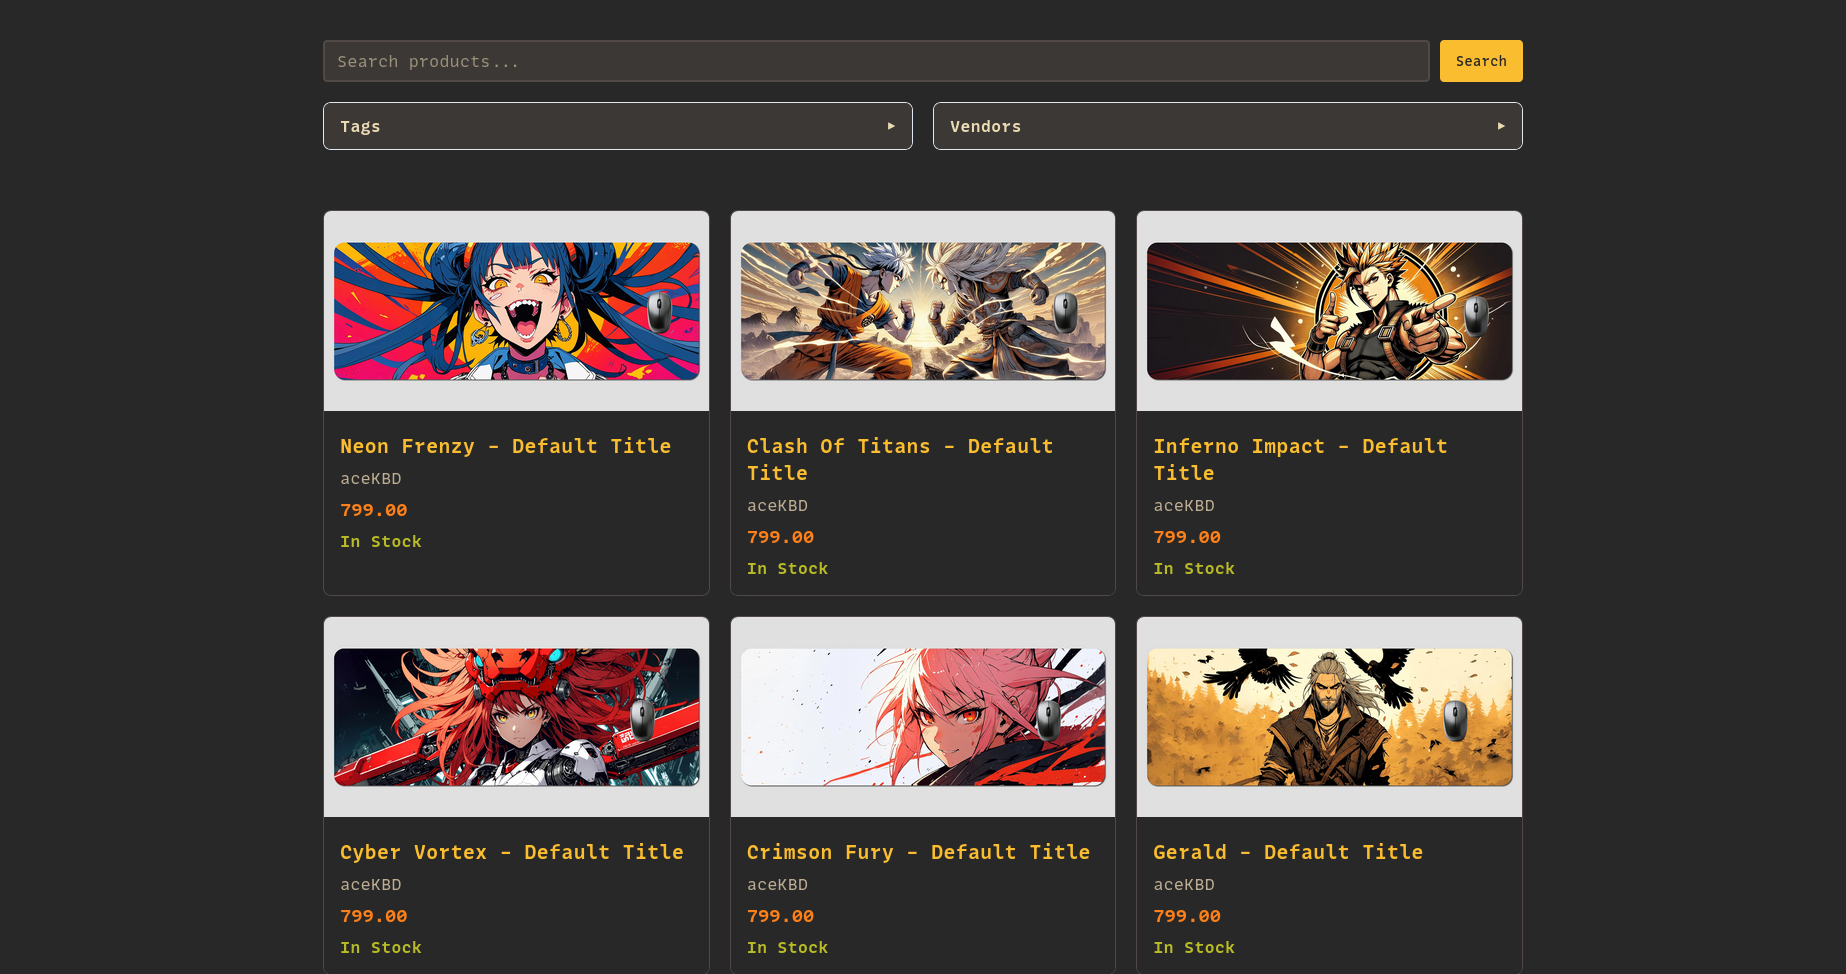 Search products...
Search
Tags
Vendors
Neon Frenzy - Default Title
aceKBD
799.00
In Stock
Clash Of Titans - Default
Title
aceKBD
799.00
In Stock
Inferno Impact - Default
Title
aceKBD
799.00
In Stock
Cyber Vortex - Default Title
aceKBD
799.00
In Stock
Crimson Fury - Default Title
aceKBD
799.00
In Stock
Gerald - Default Title
aceKBD
799.00
In Stock